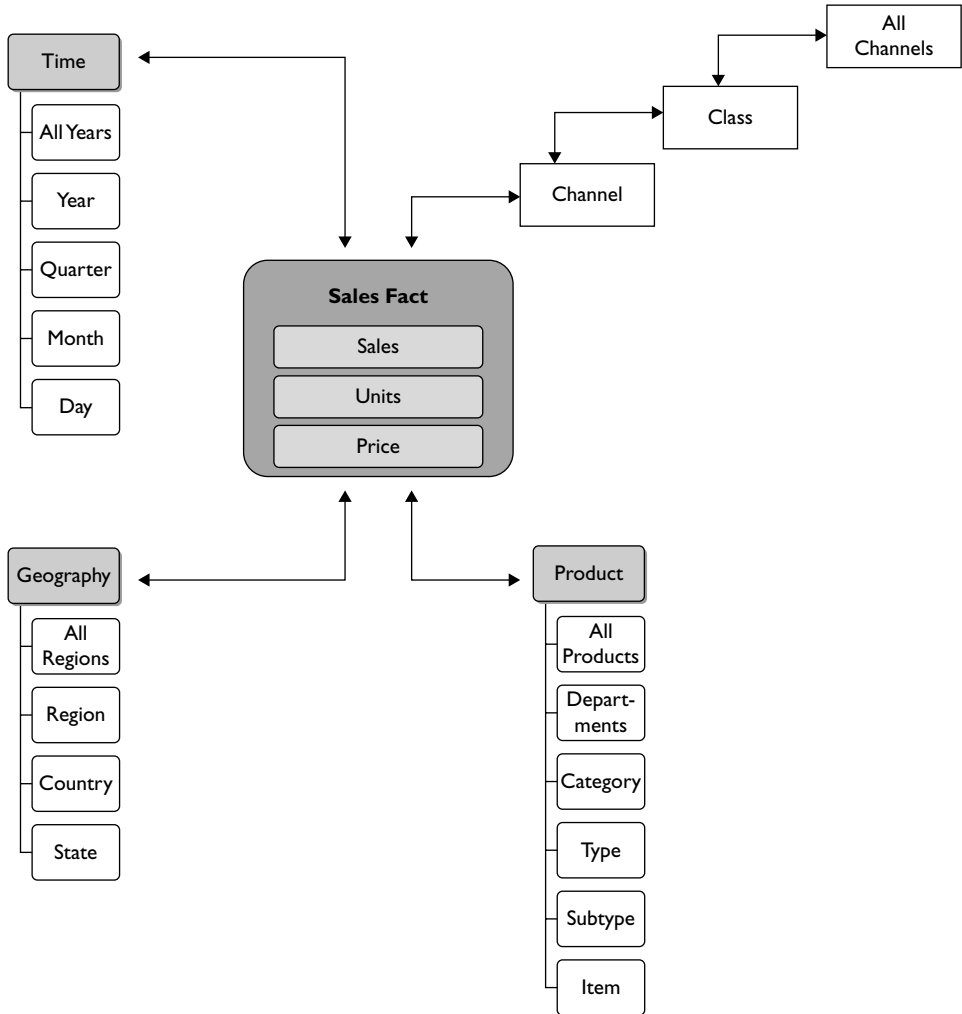 All
Channels
Class
Channel
Time
All Years
Year
Quarter
Month
Day
Sales Fact
Sales
Units
Price
Geography
All
Regions
Region
Country
State
Product
All
Products
Depart-
ments
Category
Type
Subtype
Item